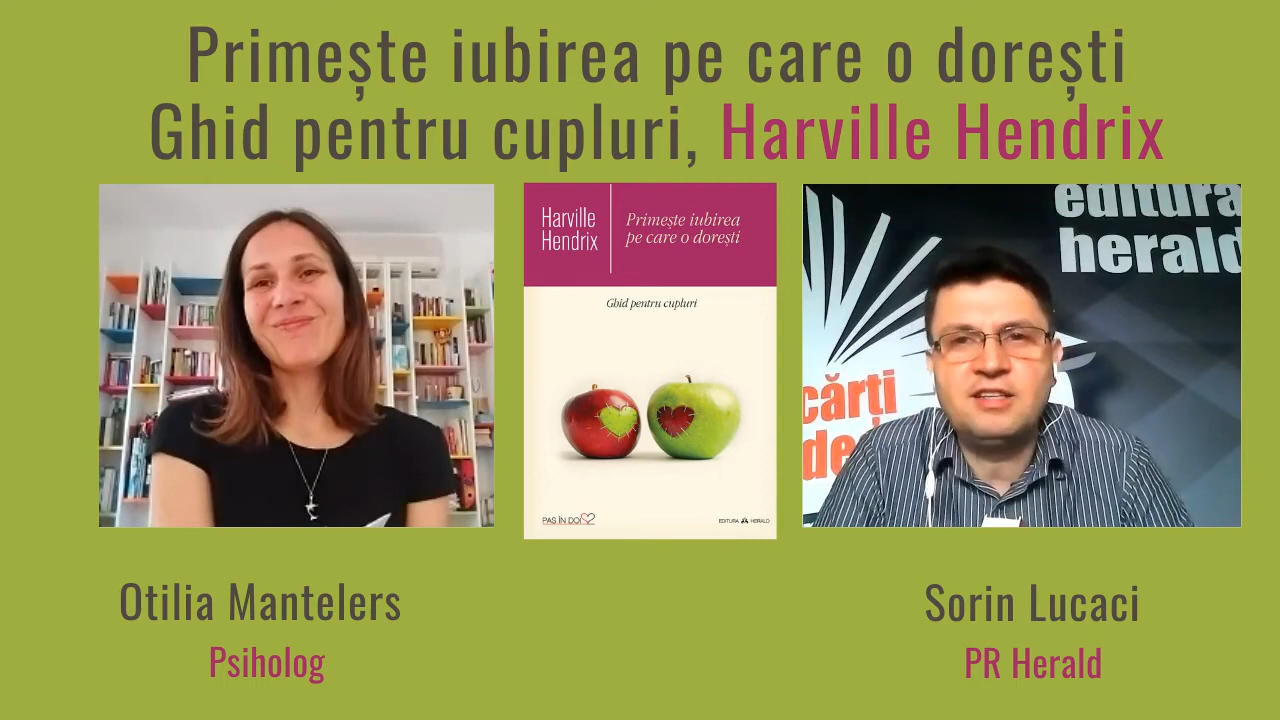 Primește iubirea pe care o dorești
Ghid pentru cupluri, Harville Hendrix
Harville
Hendrix
Primește iubirea
pe care o dorești
Ghid pentru cupluri
PAS ÎN DOI
EDITURA HERALD
editura
herald
cărți
de
Otilia Mantelers
Psiholog
Sorin Lucaci
PR Herald